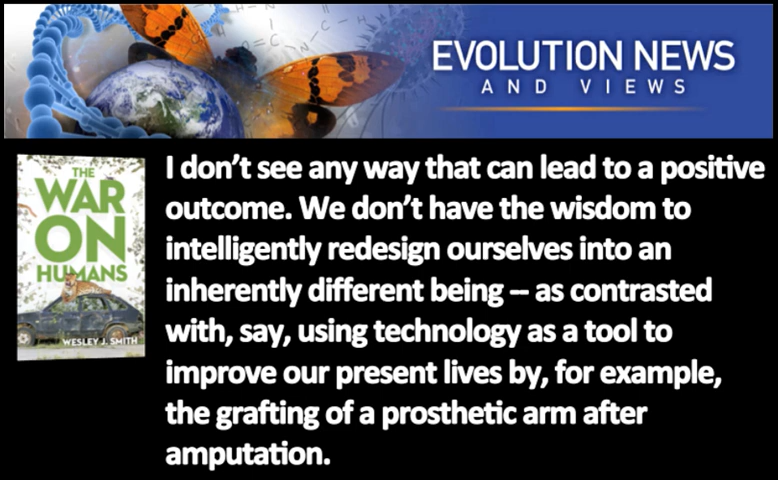 EVOLUTION NEWS
AND VIEWS
THE
WAR
ON
HUMANS
WESLEY J. SMITH
I don't see any way that can lead to a positive
outcome. We don't have the wisdom to
intelligently redesign ourselves into an
inherently different being – as contrasted
with, say, using technology as a tool to
improve our present lives by, for example,
the grafting of a prosthetic arm after
amputation.